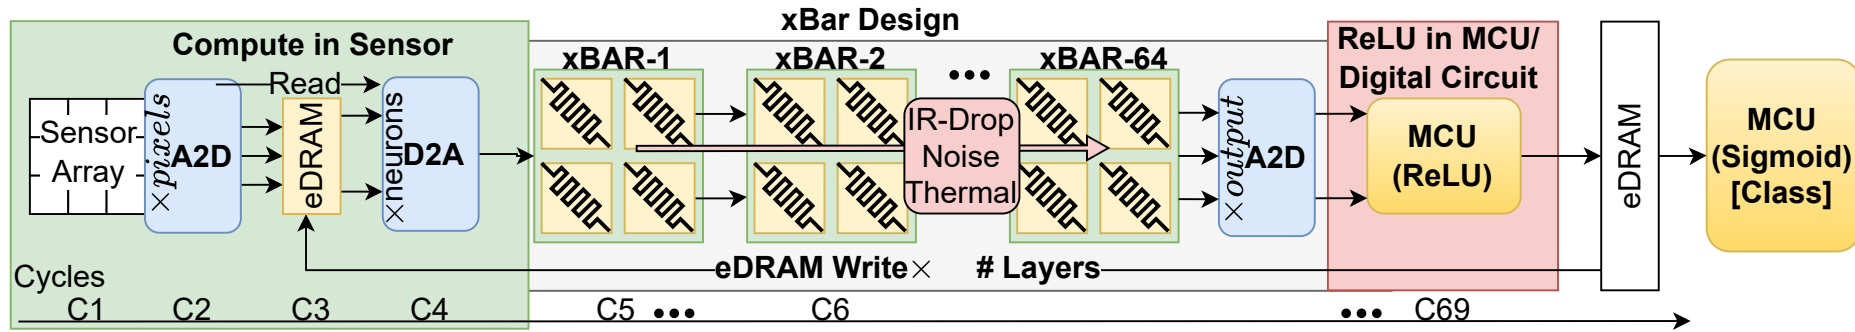 xBar Design
Compute in Sensor
xBAR-1
xBAR-2
•••
xBAR-64
ReLU in MCU/
Digital Circuit
Read
Sensor
Array
×pixels
A2D
eDRAM
×neurons
D2A
IR-Drop
Noise
Thermal
×output
A2D
MCU
(ReLU)
eDRAM
MCU
(Sigmoid)
[Class]
eDRAM Write× # Layers
Cycles
C1 C2 C3 C4 C5 ••• C6 ••• C69